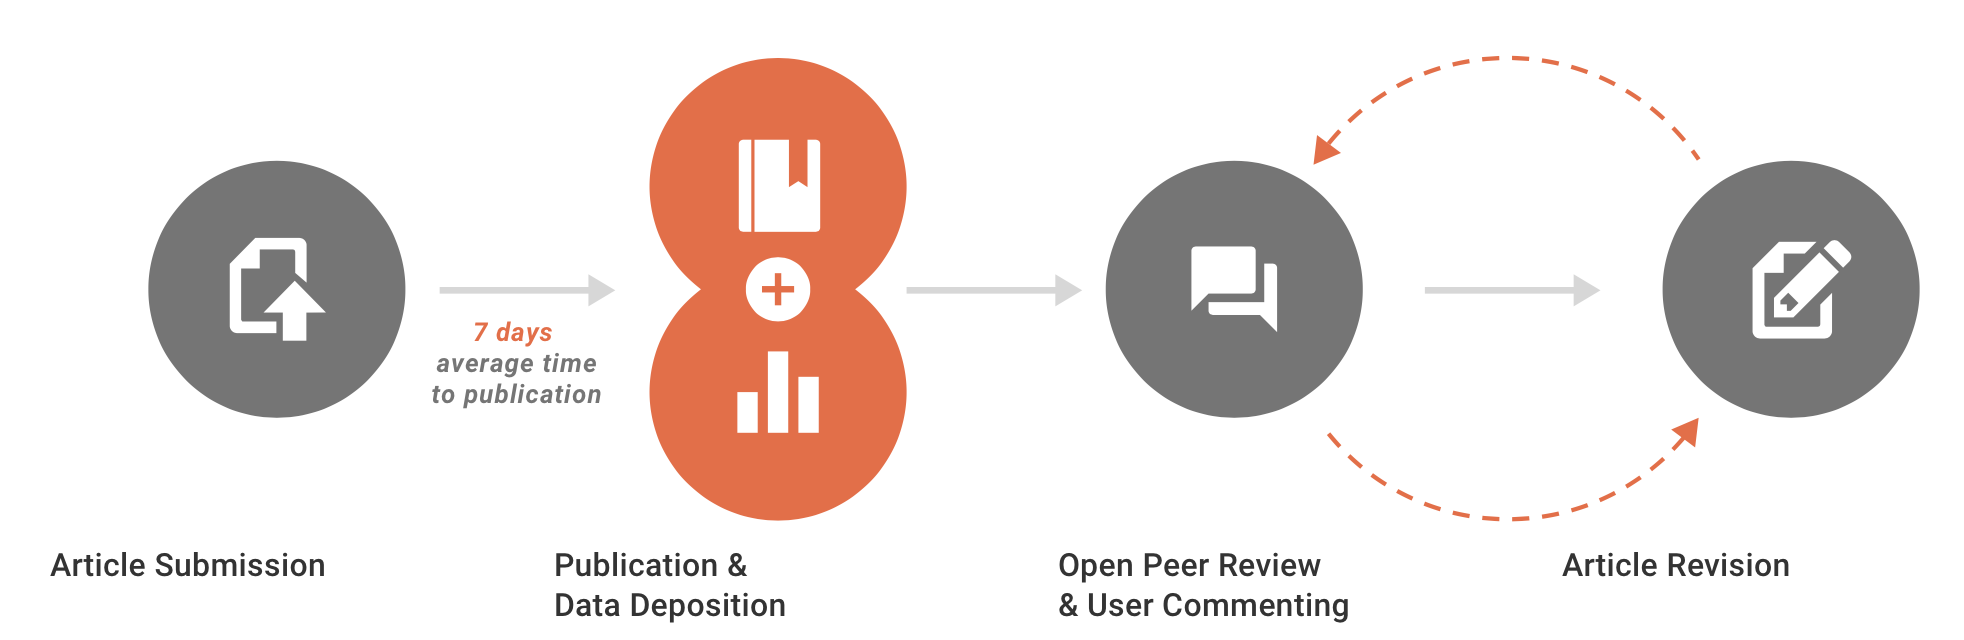 7 days
average time
to publication
Article Submission
Publication &
Data Deposition
Open Peer Review
& User Commenting
Article Revision